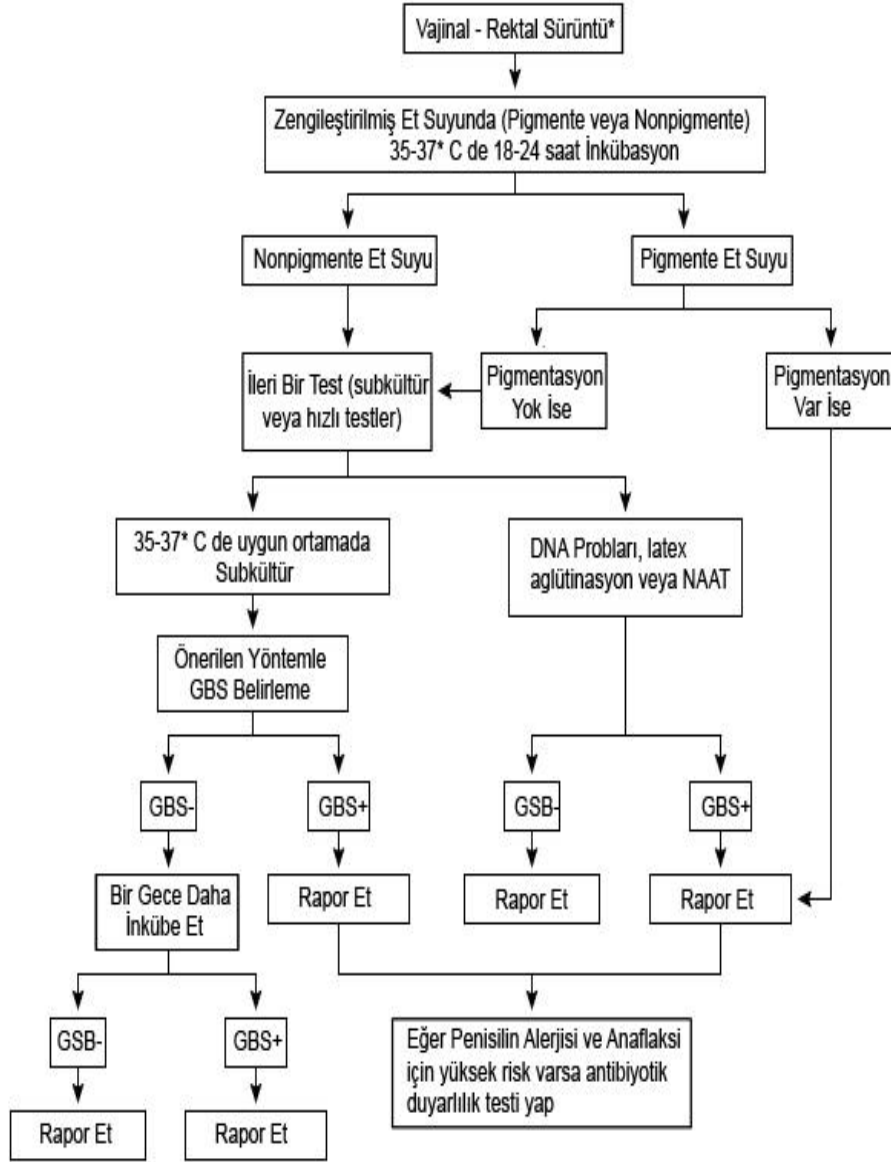 Vajinal - Rektal Sürüntü*
Zengileştirilmiş Et Suyunda (Pigmente veya Nonpigmente)
35-37* C de 18-24 saat İnkübasyon
Nonpigmente Et Suyu
Pigmente Et Suyu
İleri Bir Test (subkültür
veya hızlı testler)
Pigmentasyon
Yok İse
Pigmentasyon
Var İse
35-37* C de uygun ortamada
Subkültür
DNA Probları, latex
aglütinasyon veya NAAT
Önerilen Yöntemle
GBS Belirleme
GBS-
GBS+
GSB-
GBS+
Bir Gece Daha
İnkübe Et
Rapor Et
Rapor Et
Rapor Et
GSB-
GBS+
Eğer Penisilin Alerjisi ve Anaflaksi
için yüksek risk varsa antibiyotik
duyarlılık testi yap
Rapor Et
Rapor Et